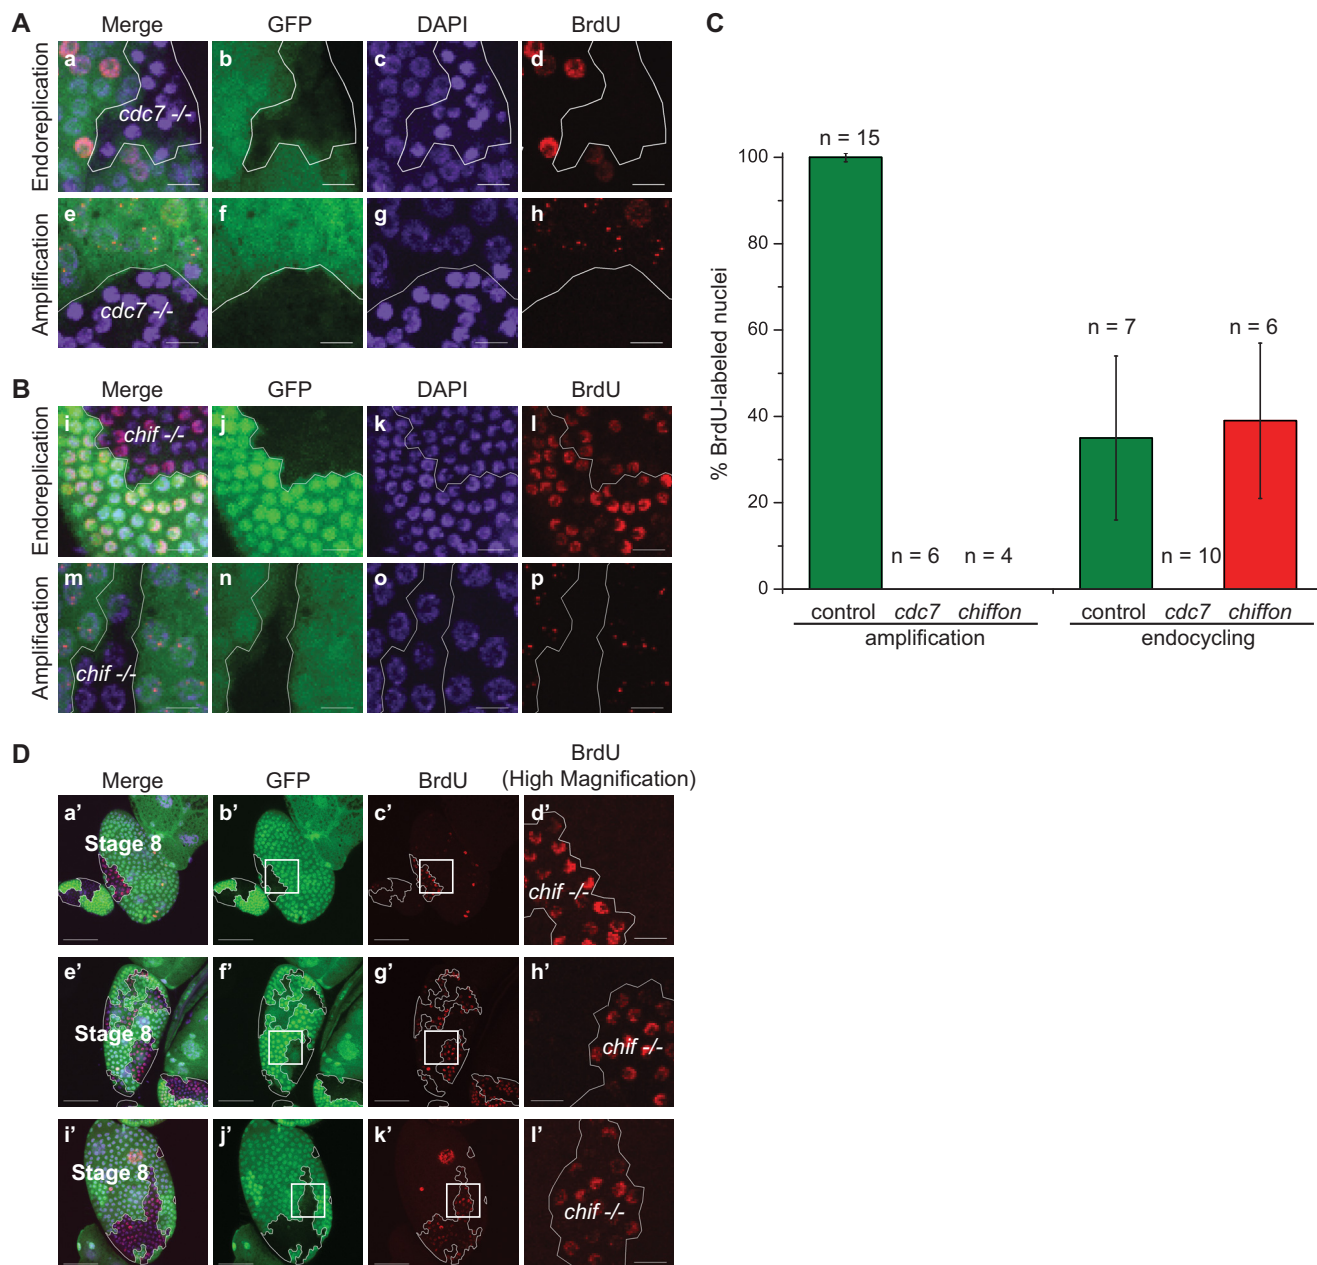 A
Merge GFP DAPI BrdU
Endoreplication
a b c d
cdc7 -/-
Amplification
e f g h
cdc7 -/-
B
Merge GFP DAPI BrdU
Endoreplication
i j k l
chif -/-
Amplification
m n o p
chif -/-
C
% BrdU-labeled nuclei
100
80
60
40
20
0
n = 15
n = 6 n = 4
n = 7
n = 10
n = 6
control cdc7 chiffon control cdc7 chiffon
amplification endocycling
D
Merge GFP BrdU BrdU
(High Magnification)
a’ b’ c’ d’
Stage 8
chif -/-
e’ f’ g’ h’
Stage 8
chif -/-
i’ j’ k’ l’
Stage 8
chif -/-